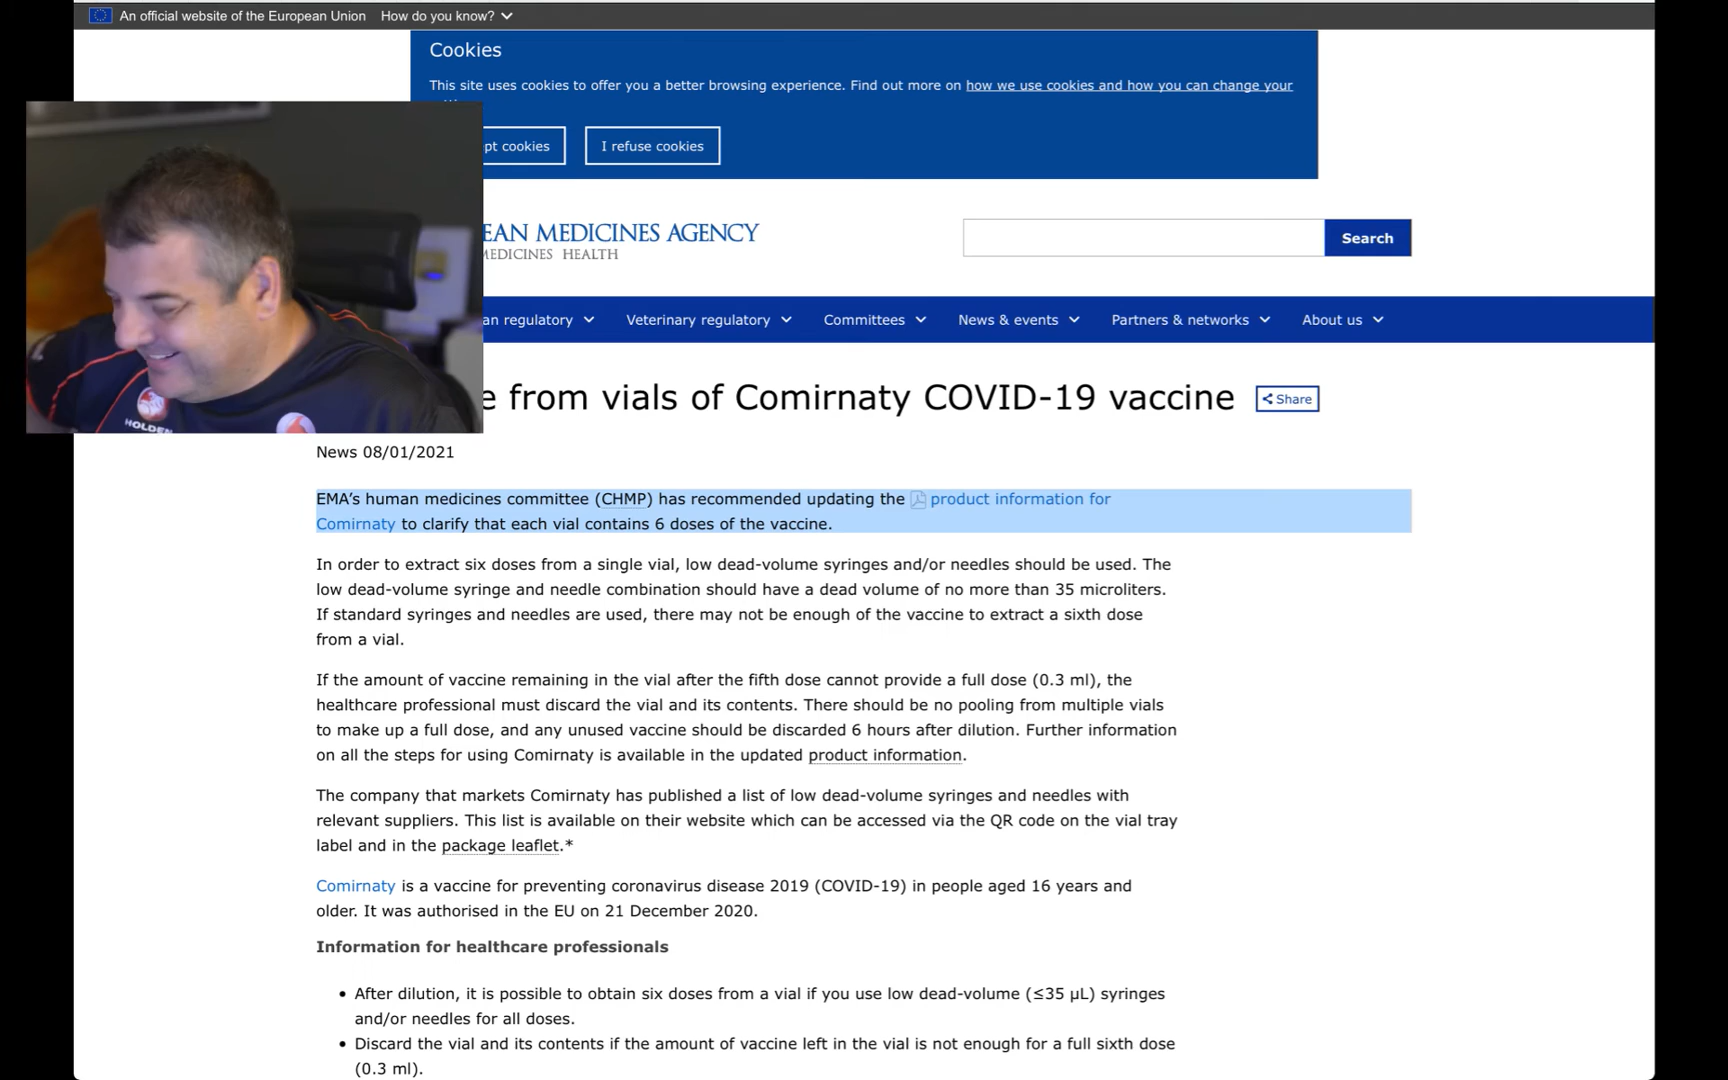 An official website of the European Union How do you know?
Cookies
This site uses cookies to offer you a better browsing experience. Find out more on how we use cookies and how you can change your
pt cookies I refuse cookies
EAN MEDICINES AGENCY
MEDICINES HEALTH
Search
an regulatory Veterinary regulatory Committees News & events Partners & networks About us
e from vials of Comirnaty COVID-19 vaccine
Share
HOLDEN
News 08/01/2021
EMA’s human medicines committee (CHMP) has recommended updating the product information for
Comirnaty to clarify that each vial contains 6 doses of the vaccine.
In order to extract six doses from a single vial, low dead-volume syringes and/or needles should be used. The
low dead-volume syringe and needle combination should have a dead volume of no more than 35 microliters.
If standard syringes and needles are used, there may not be enough of the vaccine to extract a sixth dose
from a vial.
If the amount of vaccine remaining in the vial after the fifth dose cannot provide a full dose (0.3 ml), the
healthcare professional must discard the vial and its contents. There should be no pooling from multiple vials
to make up a full dose, and any unused vaccine should be discarded 6 hours after dilution. Further information
on all the steps for using Comirnaty is available in the updated product information.
The company that markets Comirnaty has published a list of low dead-volume syringes and needles with
relevant suppliers. This list is available on their website which can be accessed via the QR code on the vial tray
label and in the package leaflet.*
Comirnaty is a vaccine for preventing coronavirus disease 2019 (COVID-19) in people aged 16 years and
older. It was authorised in the EU on 21 December 2020.
Information for healthcare professionals
• After dilution, it is possible to obtain six doses from a vial if you use low dead-volume (≤35 µL) syringes
and/or needles for all doses.
• Discard the vial and its contents if the amount of vaccine left in the vial is not enough for a full sixth dose
(0.3 ml).